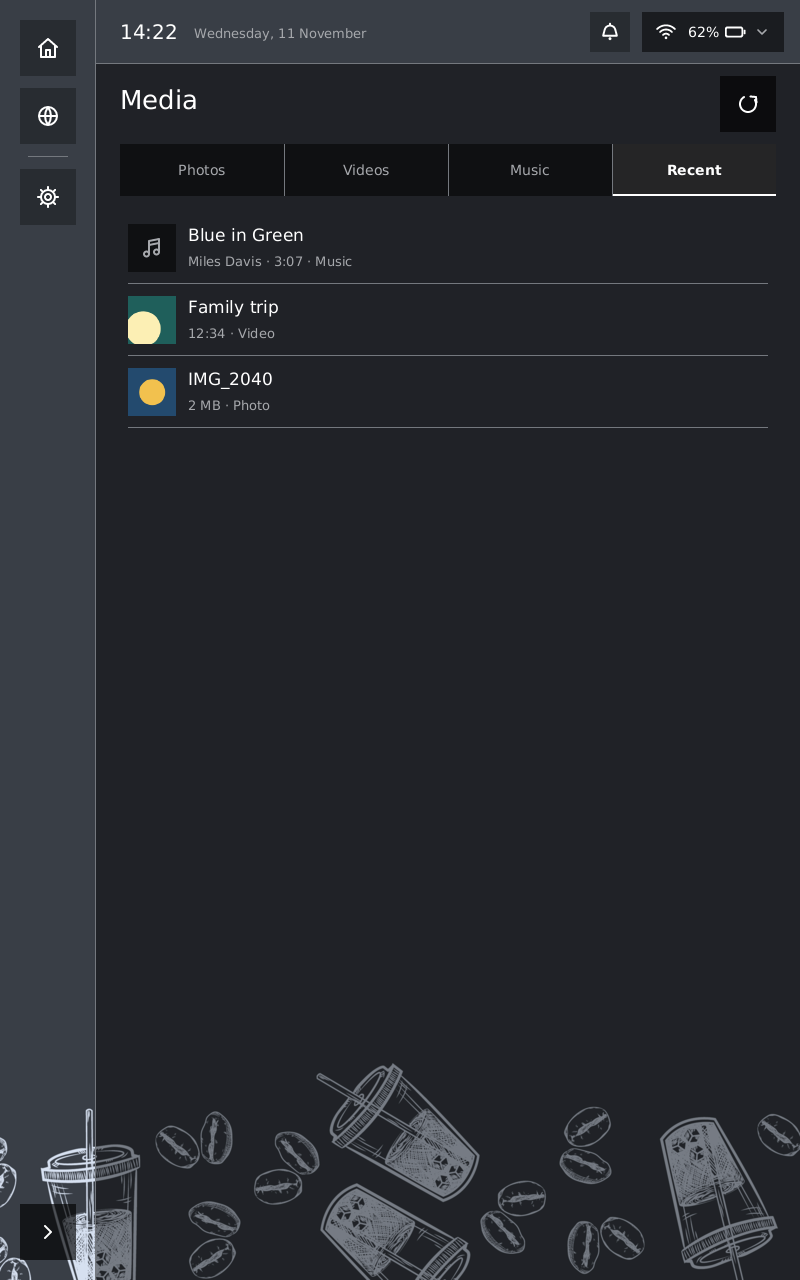 14:22 Wednesday, 11 November 62%
Media
Photos Videos Music Recent
Blue in Green
Miles Davis · 3:07 · Music
Family trip
12:34 · Video
IMG_2040
2 MB · Photo